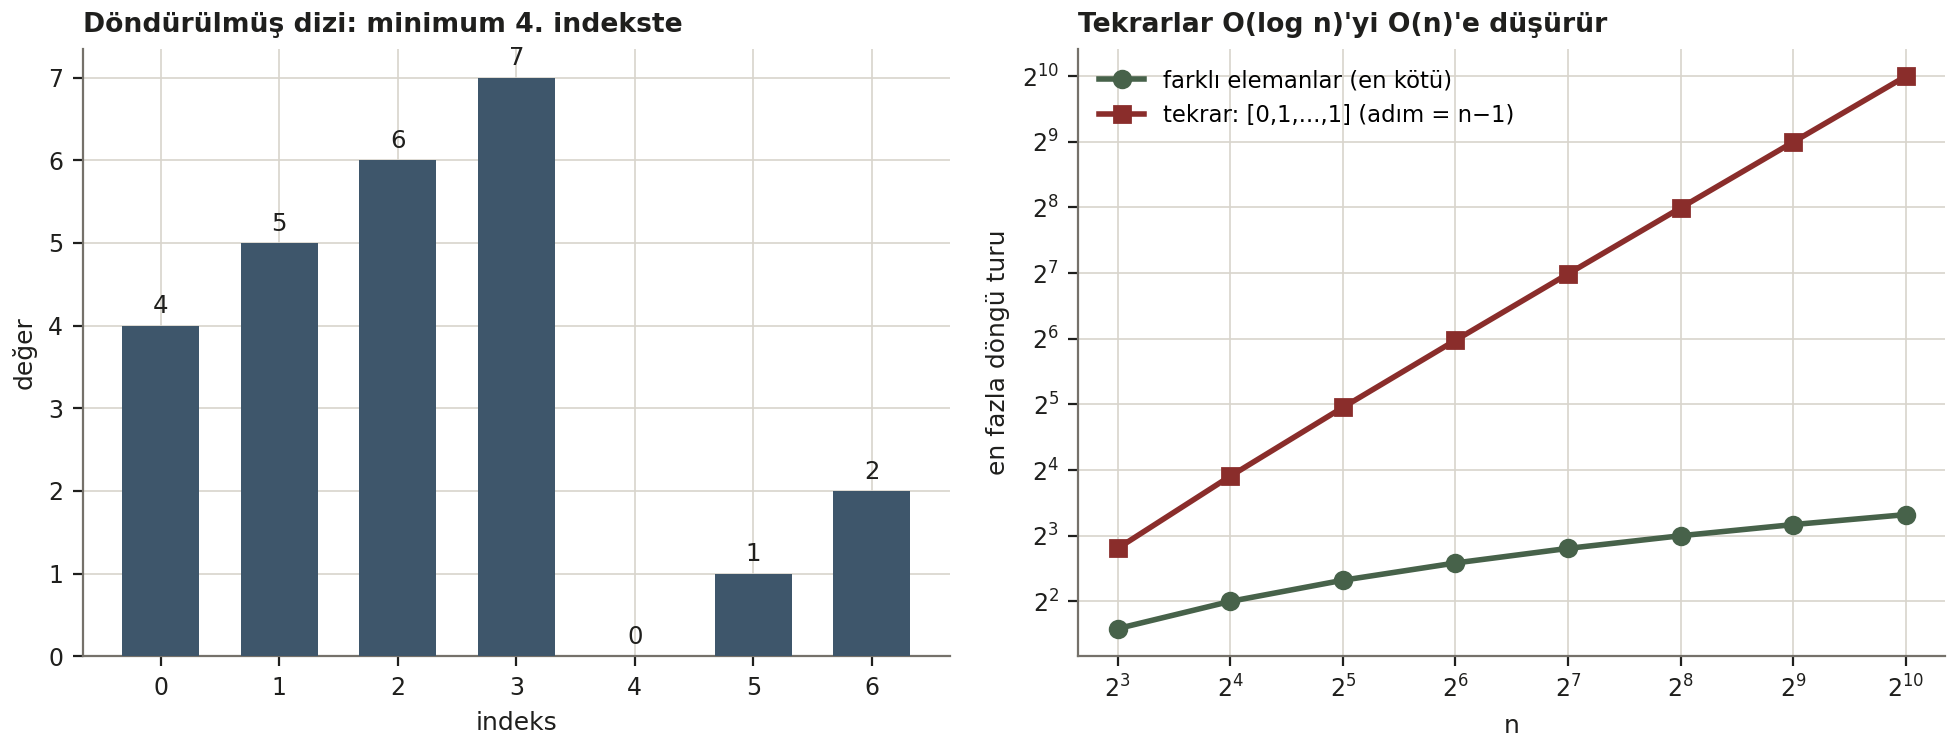 Döndürülmüş dizi: minimum 4. indekste
değer
7
6
5
4
3
2
1
0
4
5
6
7
0
1
2
0 1 2 3 4 5 6
indeks
Tekrarlar O(log n)'yi O(n)'e düşürür
farklı elemanlar (en kötü)
tekrar: [0,1,...,1] (adım = n−1)
en fazla döngü turu
2¹⁰
2⁹
2⁸
2⁷
2⁶
2⁵
2⁴
2³
2²
2³ 2⁴ 2⁵ 2⁶ 2⁷ 2⁸ 2⁹ 2¹⁰
n